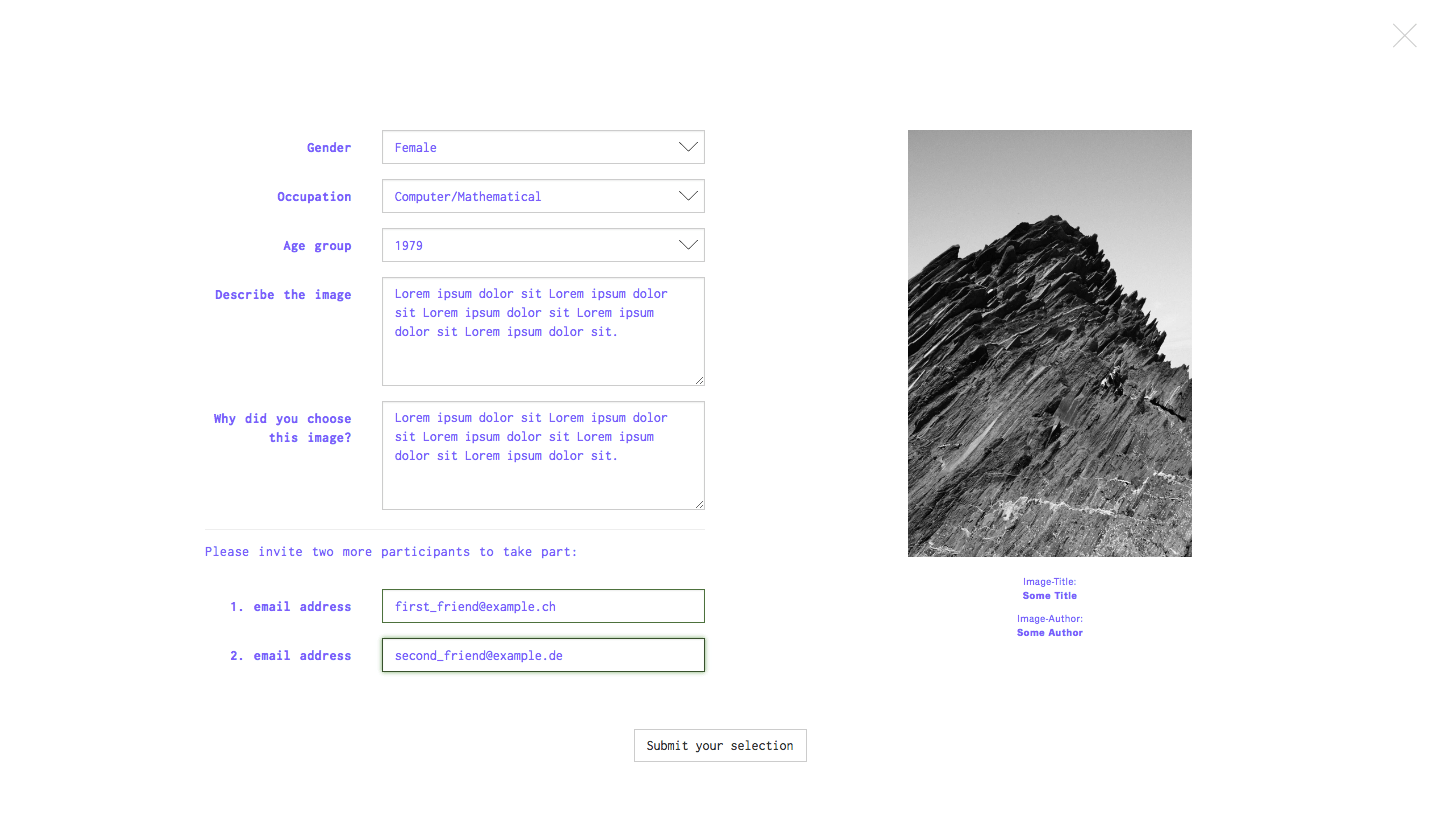 Gender
Female
Occupation
Computer/Mathematical
Age group
1979
Describe the image
Lorem ipsum dolor sit Lorem ipsum dolor
sit Lorem ipsum dolor sit Lorem ipsum
dolor sit Lorem ipsum dolor sit.
Why did you choose
this image?
Lorem ipsum dolor sit Lorem ipsum dolor
sit Lorem ipsum dolor sit Lorem ipsum
dolor sit Lorem ipsum dolor sit.
Please invite two more participants to take part:
1. email address
first_friend@example.ch
2. email address
second_friend@example.de
Image-Title:
Some Title
Image-Author:
Some Author
Submit your selection